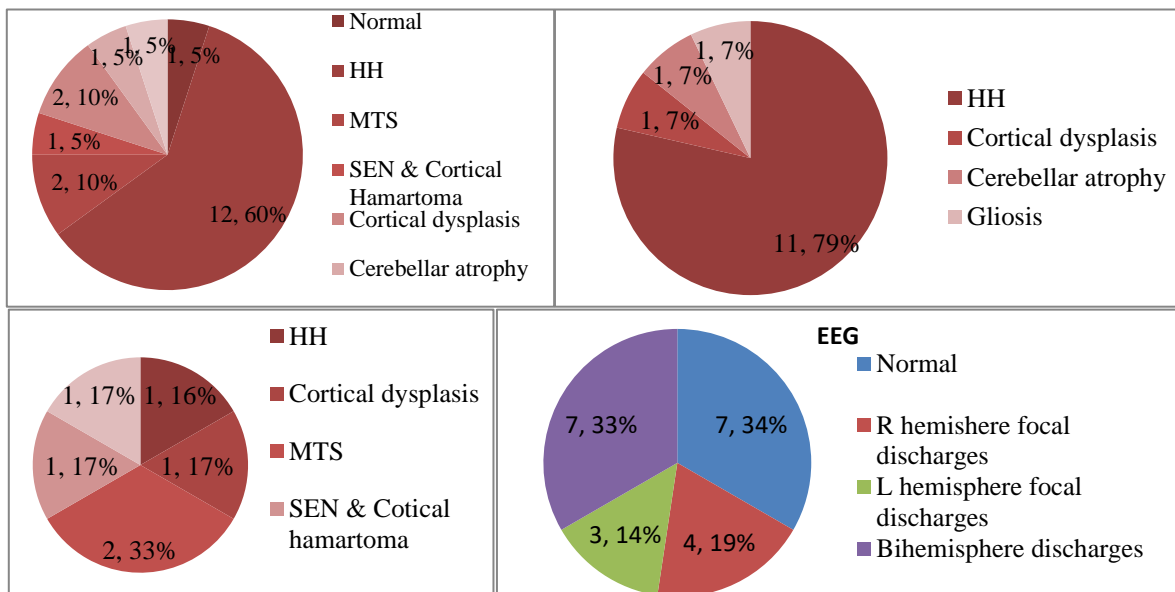 1, 5%
1, 5%
1, 5%
2, 10%
1, 5%
2, 10%
12, 60%
Normal
HH
MTS
SEN & Cortical
Hamartoma
Cortical dysplasis
Cerebellar atrophy
1, 7%
1, 7%
1, 7%
11, 79%
HH
Cortical dysplasis
Cerebellar atrophy
Gliosis
1, 17%
1, 16%
1, 17%
1, 17%
2, 33%
HH
Cortical dysplasis
MTS
SEN & Cotical
hamartoma
EEG
7, 33%
7, 34%
3, 14%
4, 19%
Normal
R hemishere focal
discharges
L hemisphere focal
discharges
Bihemisphere discharges